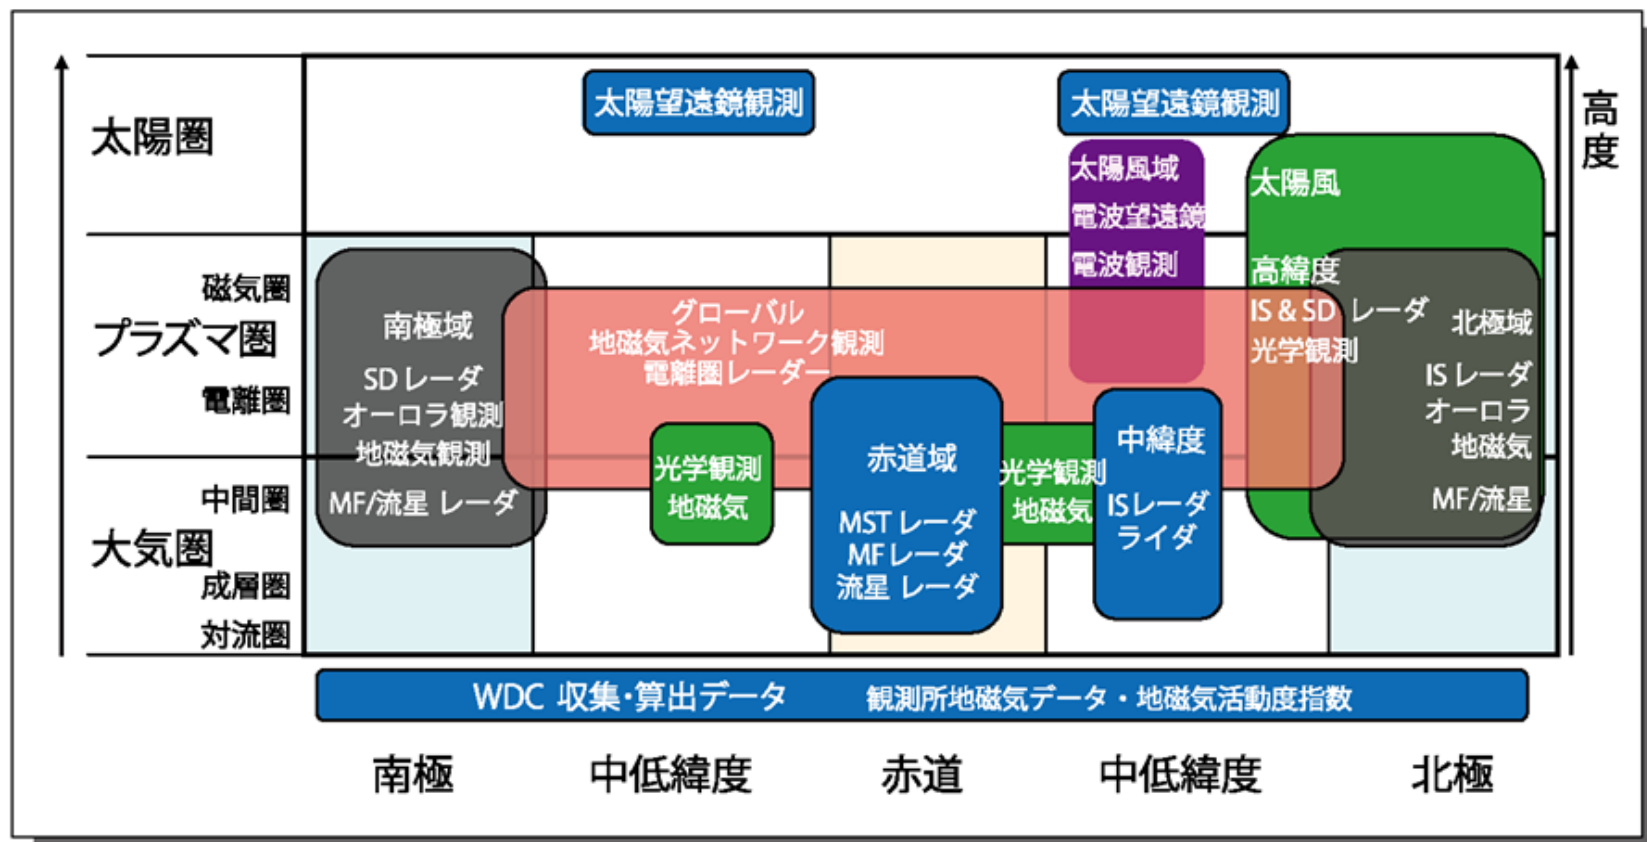 太陽望遠鏡観測
太陽望遠鏡観測
高度
太陽圏
太陽風域
電波望遠鏡
電波観測
太陽風
高緯度
IS & SD レーダ
光学観測
磁気圏
プラズマ圏
電離圏
南極域
SD レーダ
オーロラ観測
地磁気観測
MF/流星 レーダ
グローバル
地磁気ネットワーク観測
電離圏レーダー
北極域
IS レーダ
オーロラ
地磁気
MF/流星
光学観測
地磁気
赤道域
MST レーダ
MF レーダ
流星 レーダ
光学観測
地磁気
中緯度
ISレーダ
ライダ
中間圏
大気圏
成層圏
対流圏
WDC 収集・算出データ 観測所地磁気データ・地磁気活動度指数
南極 中低緯度 赤道 中低緯度 北極